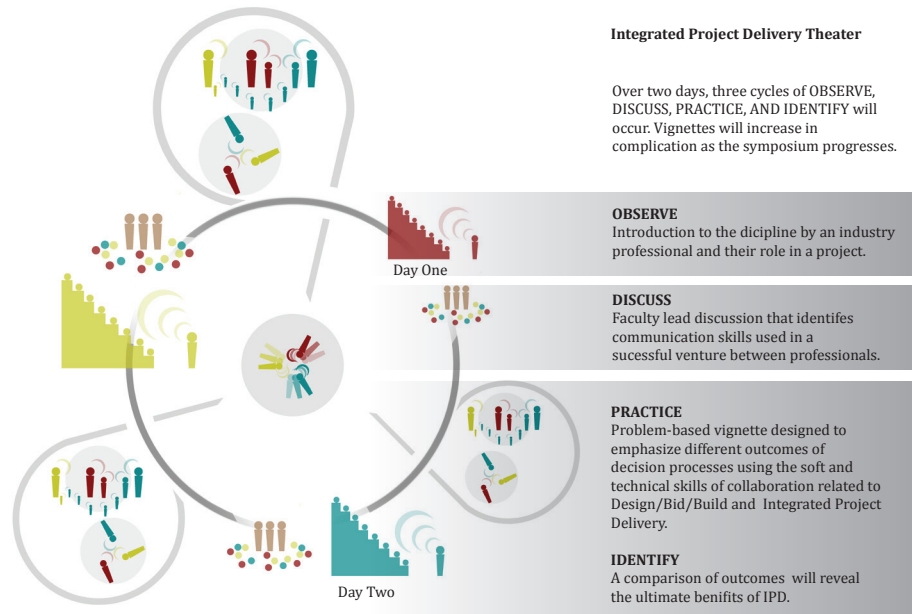 Integrated Project Delivery Theater
Over two days, three cycles of OBSERVE,
DISCUSS, PRACTICE, AND IDENTIFY will
occur. Vignettes will increase in
complication as the symposium progresses.
OBSERVE
Introduction to the dicipline by an industry
professional and their role in a project.
Day One
DISCUSS
Faculty lead discussion that identifes
communication skills used in a
sucessful venture between professionals.
PRACTICE
Problem-based vignette designed to
emphasize different outcomes of
decision processes using the soft and
technical skills of collaboration related to
Design/Bid/Build and Integrated Project
Delivery.
IDENTIFY
A comparison of outcomes will reveal
the ultimate benifits of IPD.
Day Two